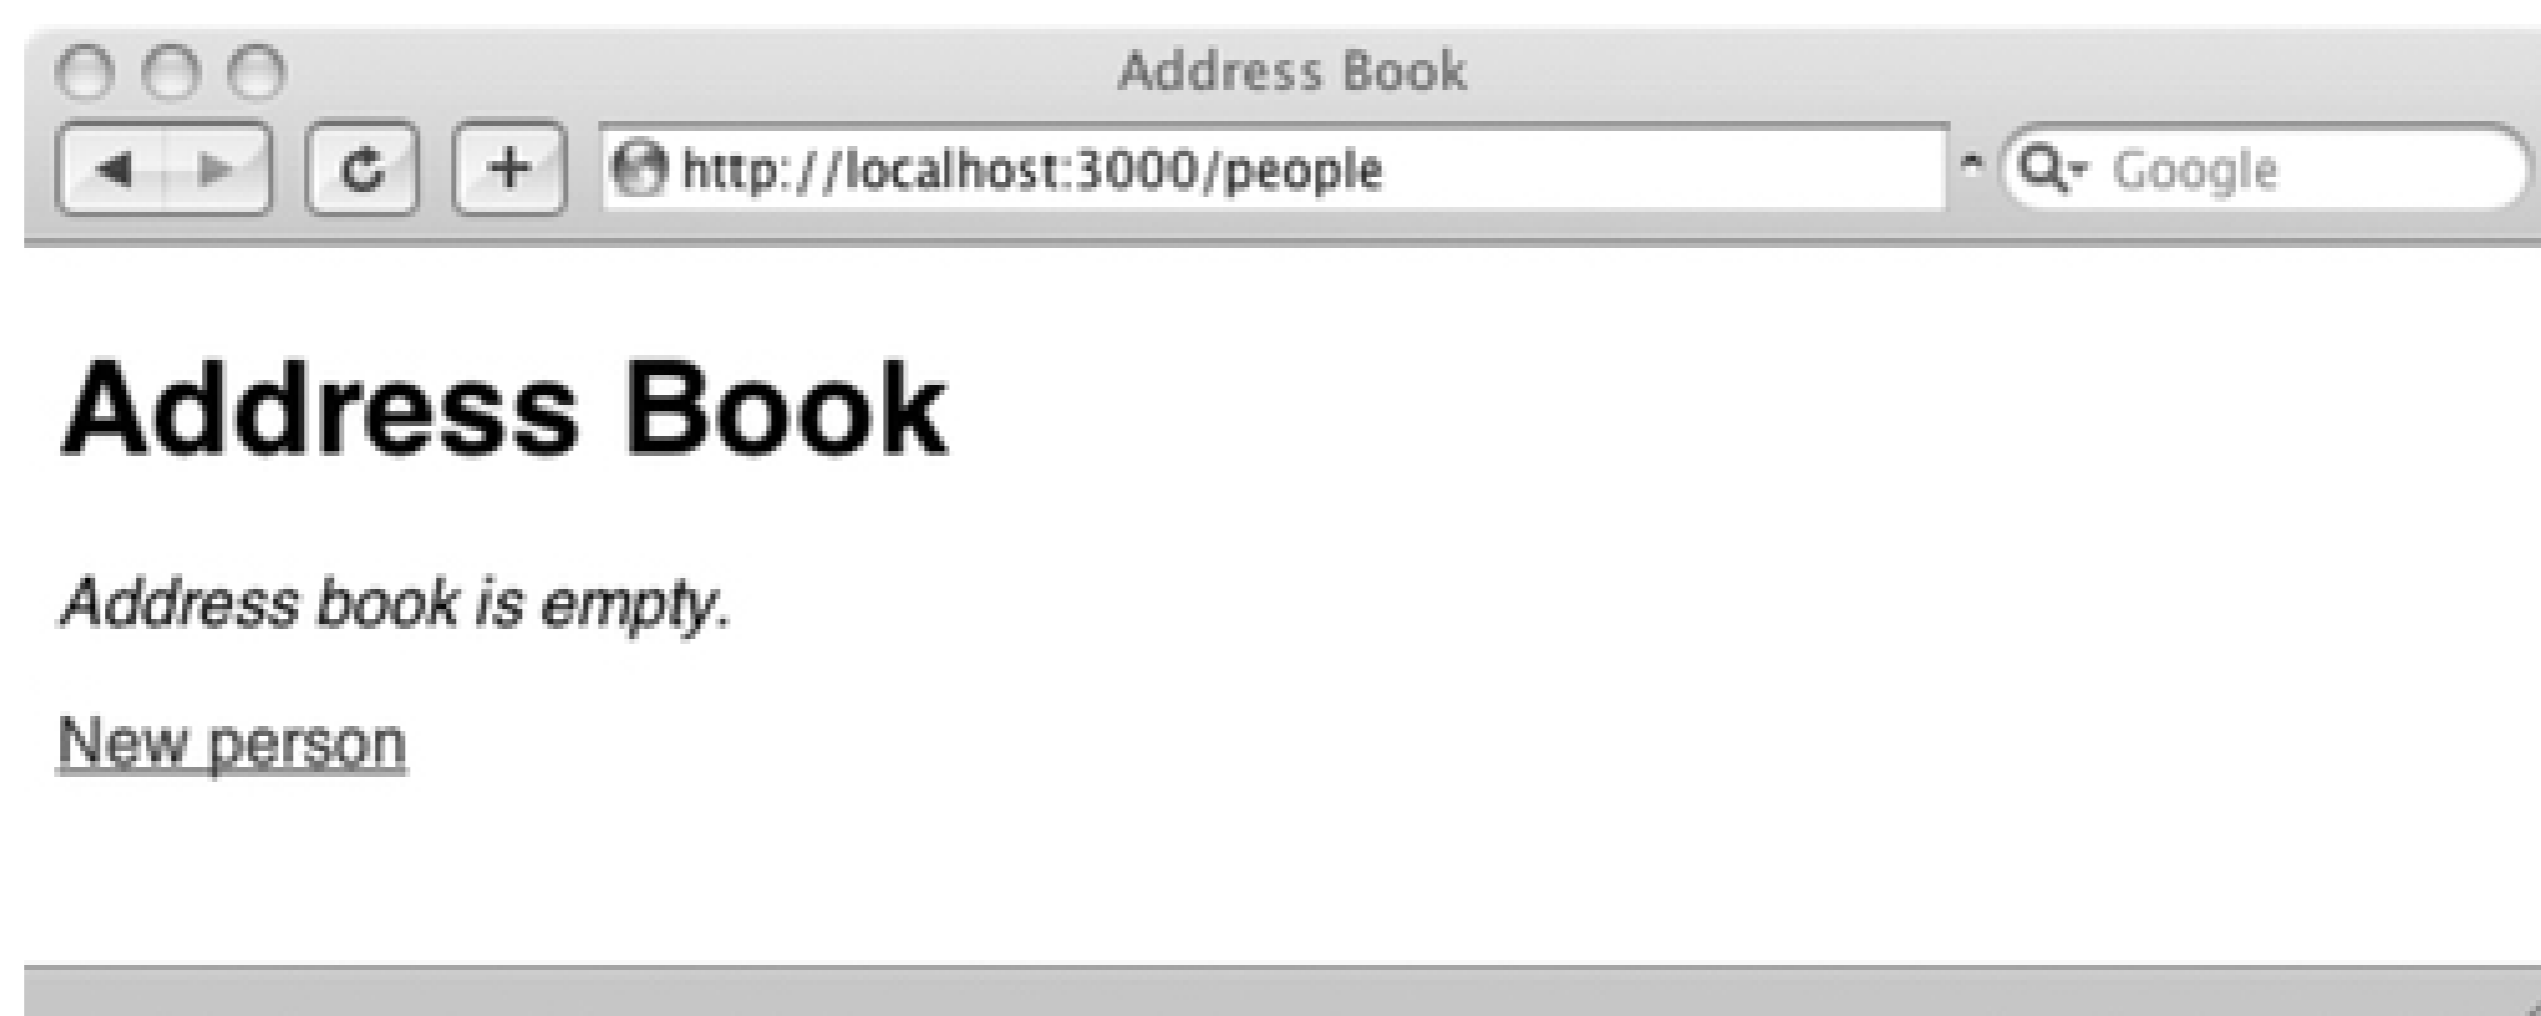 Address Book
http://localhost:3000/people
Google
Address Book
Address book is empty.
New person